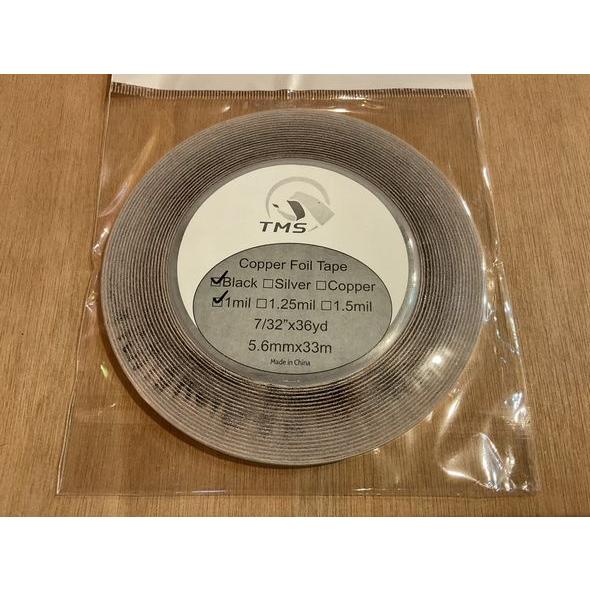 TMS
Copper Foil Tape
☑Black ☐Silver ☐Copper
☑1mil ☐1.25mil ☐1.5mil
7/32"x36yd
5.6mmx33m
Made in China